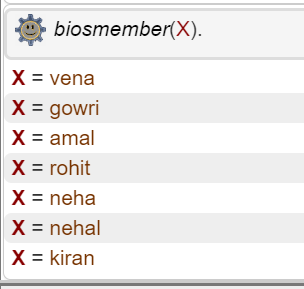 biosmember(X).
X = vena
X = gowri
X = amal
X = rohit
X = neha
X = nehal
X = kiran